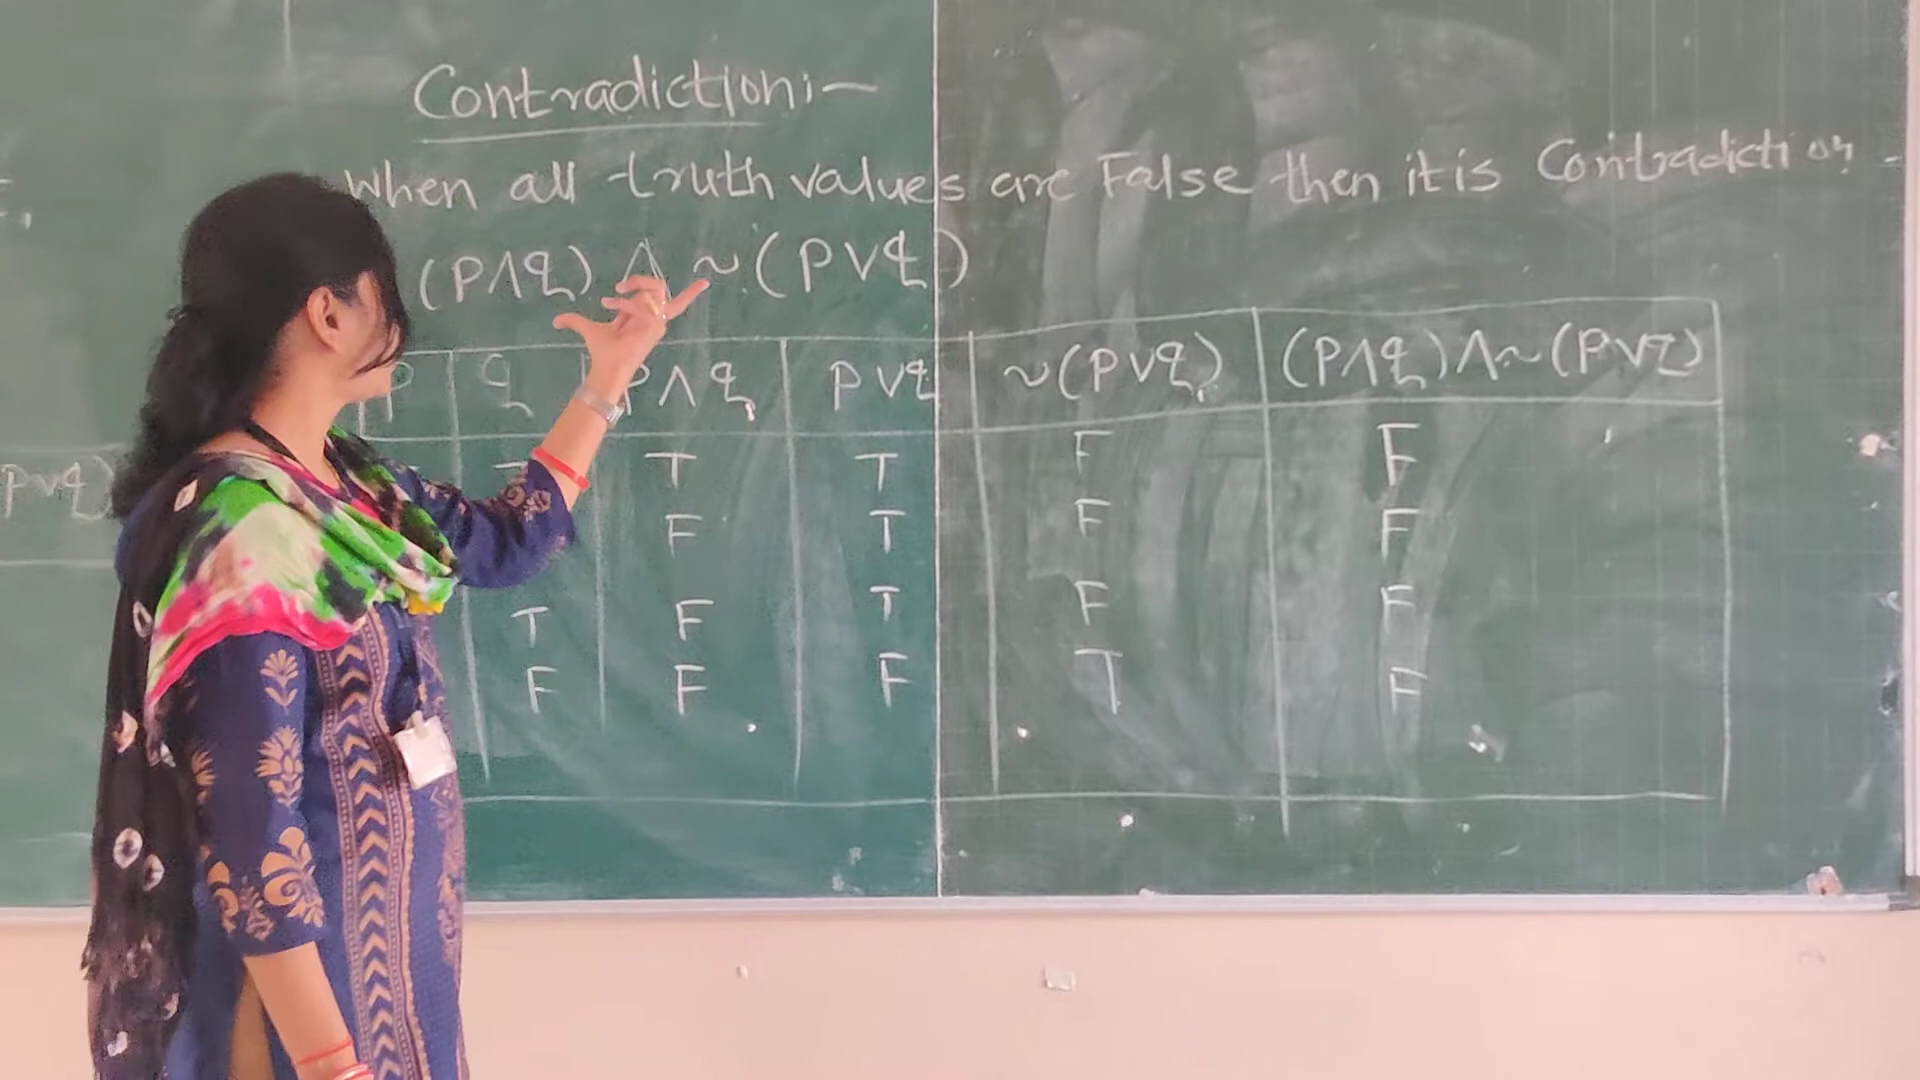 Contradiction:-
When all truth values are False then it is Contradiction.
(P∧q) ∧ ~(P∨q)
P q P∧q P∨q ~(P∨q) (P∧q)∧~(P∨q)
T T T F F
F T F F
T F T F F
F F F T F
(P∨q)